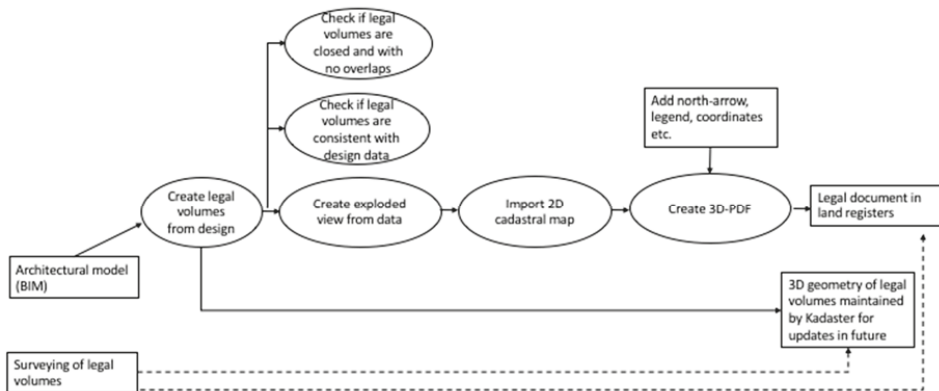 Check if legal
volumes are
closed and with
no overlaps
Check if legal
volumes are
consistent with
design data
Add north-arrow,
legend, coordinates
etc.
Create legal
volumes
from design
Create exploded
view from data
Import 2D
cadastral map
Create 3D-PDF
Legal document in
land registers
Architectural model
(BIM)
3D geometry of legal
volumes maintained
by Kadaster for
updates in future
Surveying of legal
volumes